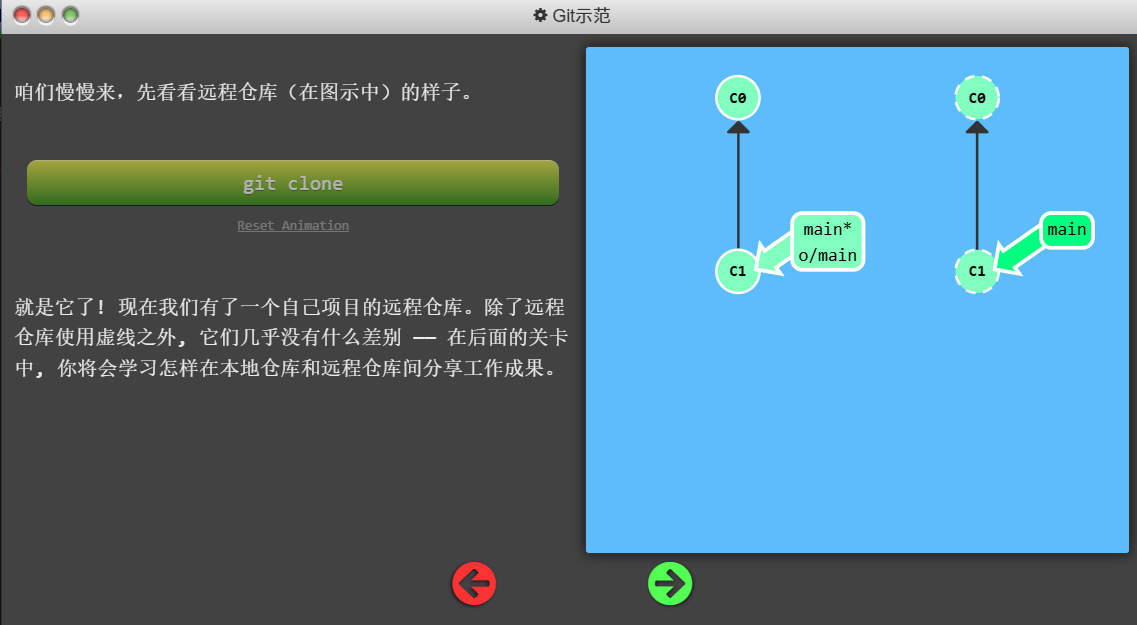 Git示范
咱们慢慢来，先看看远程仓库（在图示中）的样子。
git clone
Reset Animation
就是它了! 现在我们有了一个自己项目的远程仓库。除了远程
仓库使用虚线之外, 它们几乎没有什么差别 —— 在后面的关卡
中, 你将会学习怎样在本地仓库和远程仓库间分享工作成果。
C0
C0
main*
o/main
main
C1
C1